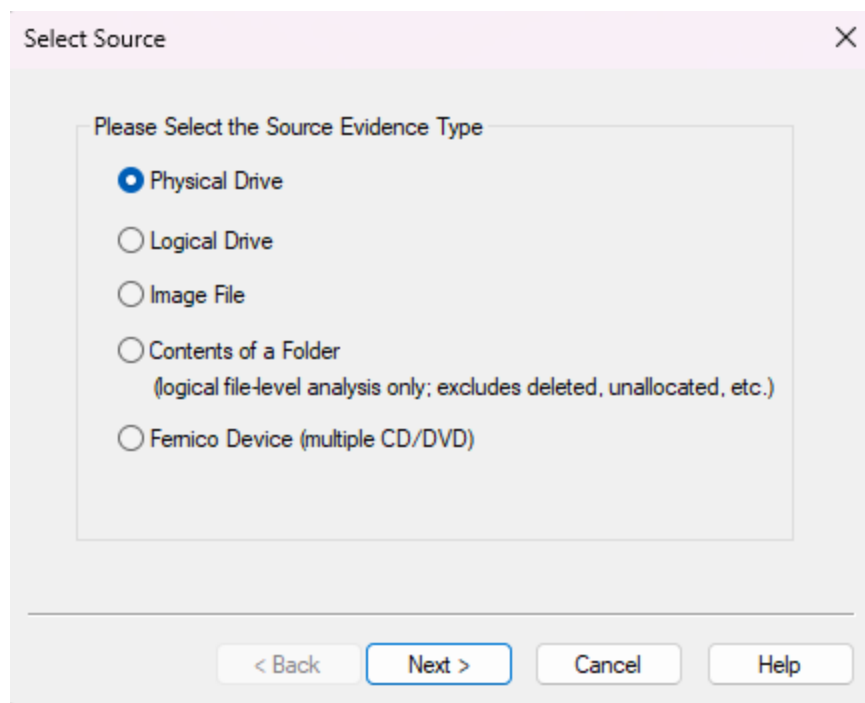 Select Source
Please Select the Source Evidence Type
Physical Drive
Logical Drive
Image File
Contents of a Folder
(logical file-level analysis only; excludes deleted, unallocated, etc.)
Fernico Device (multiple CD/DVD)
< Back Next > Cancel Help